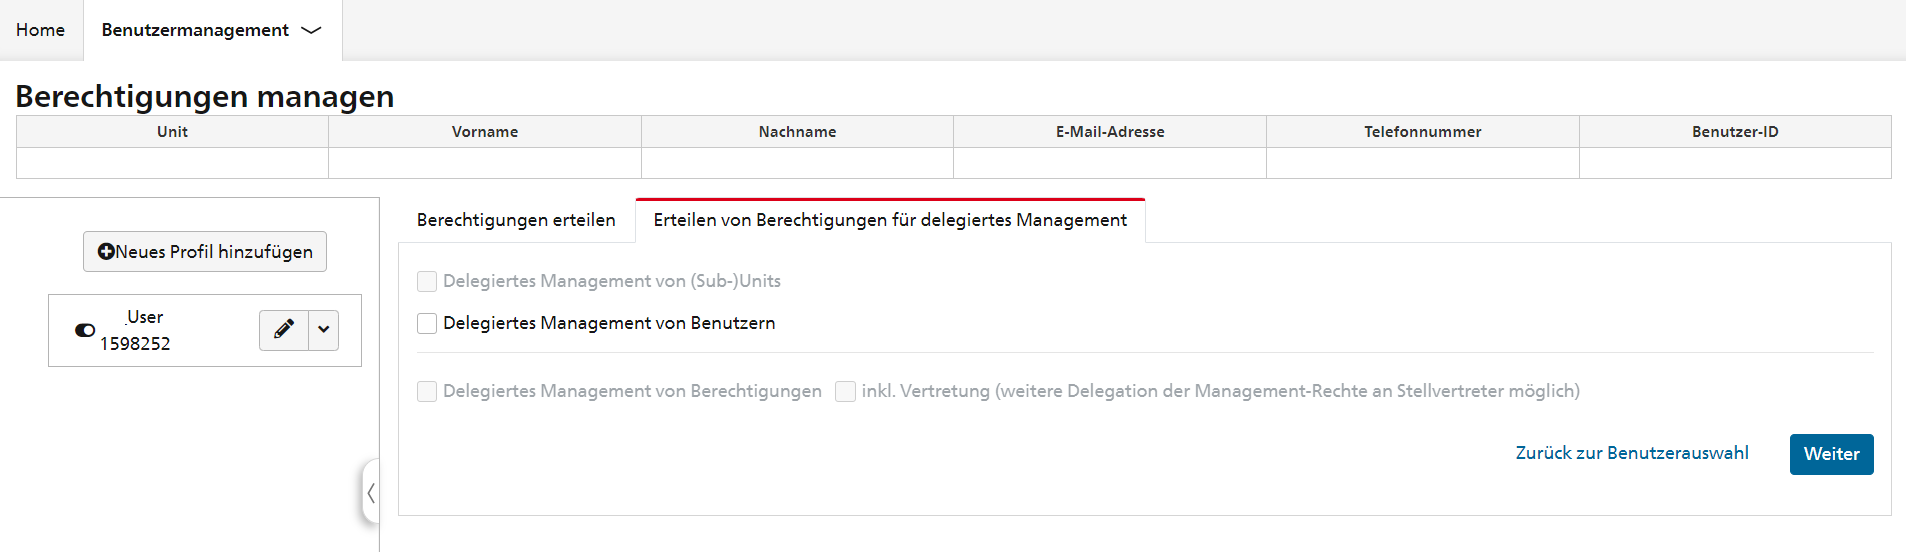 Home Benutzermanagement
Berechtigungen managen
Unit Vorname Nachname E-Mail-Adresse Telefonnummer Benutzer-ID
Neues Profil hinzufügen
User
1598252
Berechtigungen erteilen Erteilen von Berechtigungen für delegiertes Management
Delegiertes Management von (Sub-)Units
Delegiertes Management von Benutzern
Delegiertes Management von Berechtigungen inkl. Vertretung (weitere Delegation der Management-Rechte an Stellvertreter möglich)
Zurück zur Benutzerauswahl Weiter